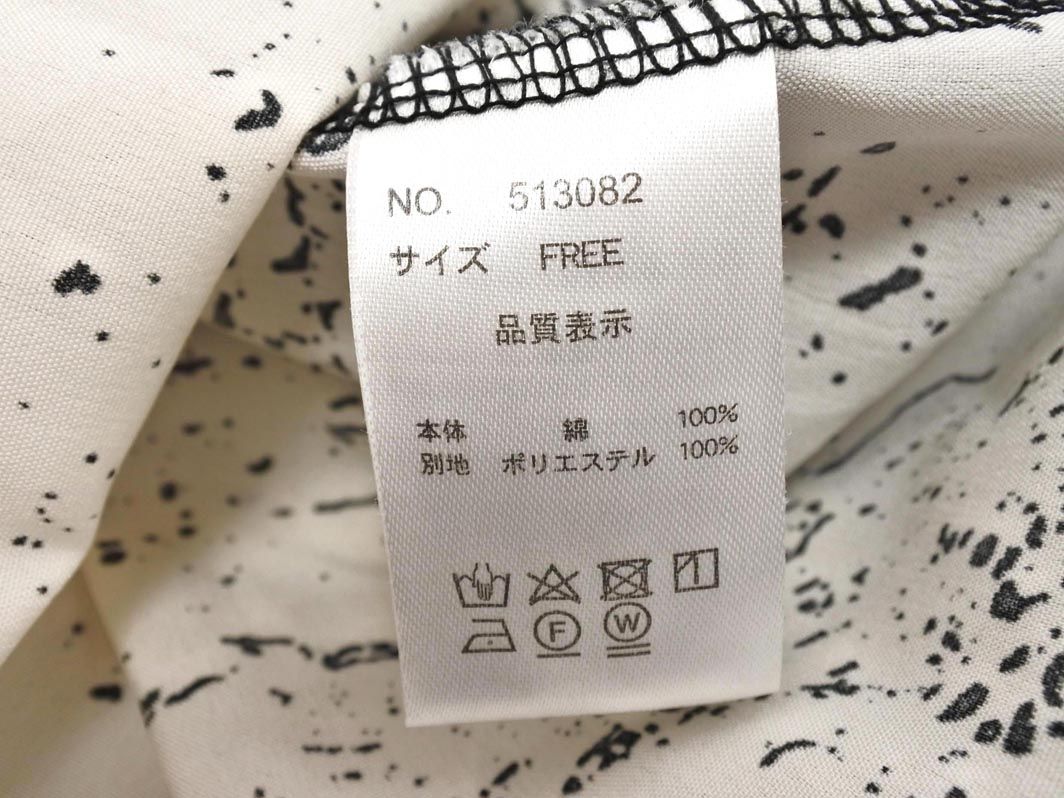 NO. 513082
サイズ FREE
品質表示
本体 綿 100%
別地 ポリエステル 100%
F W